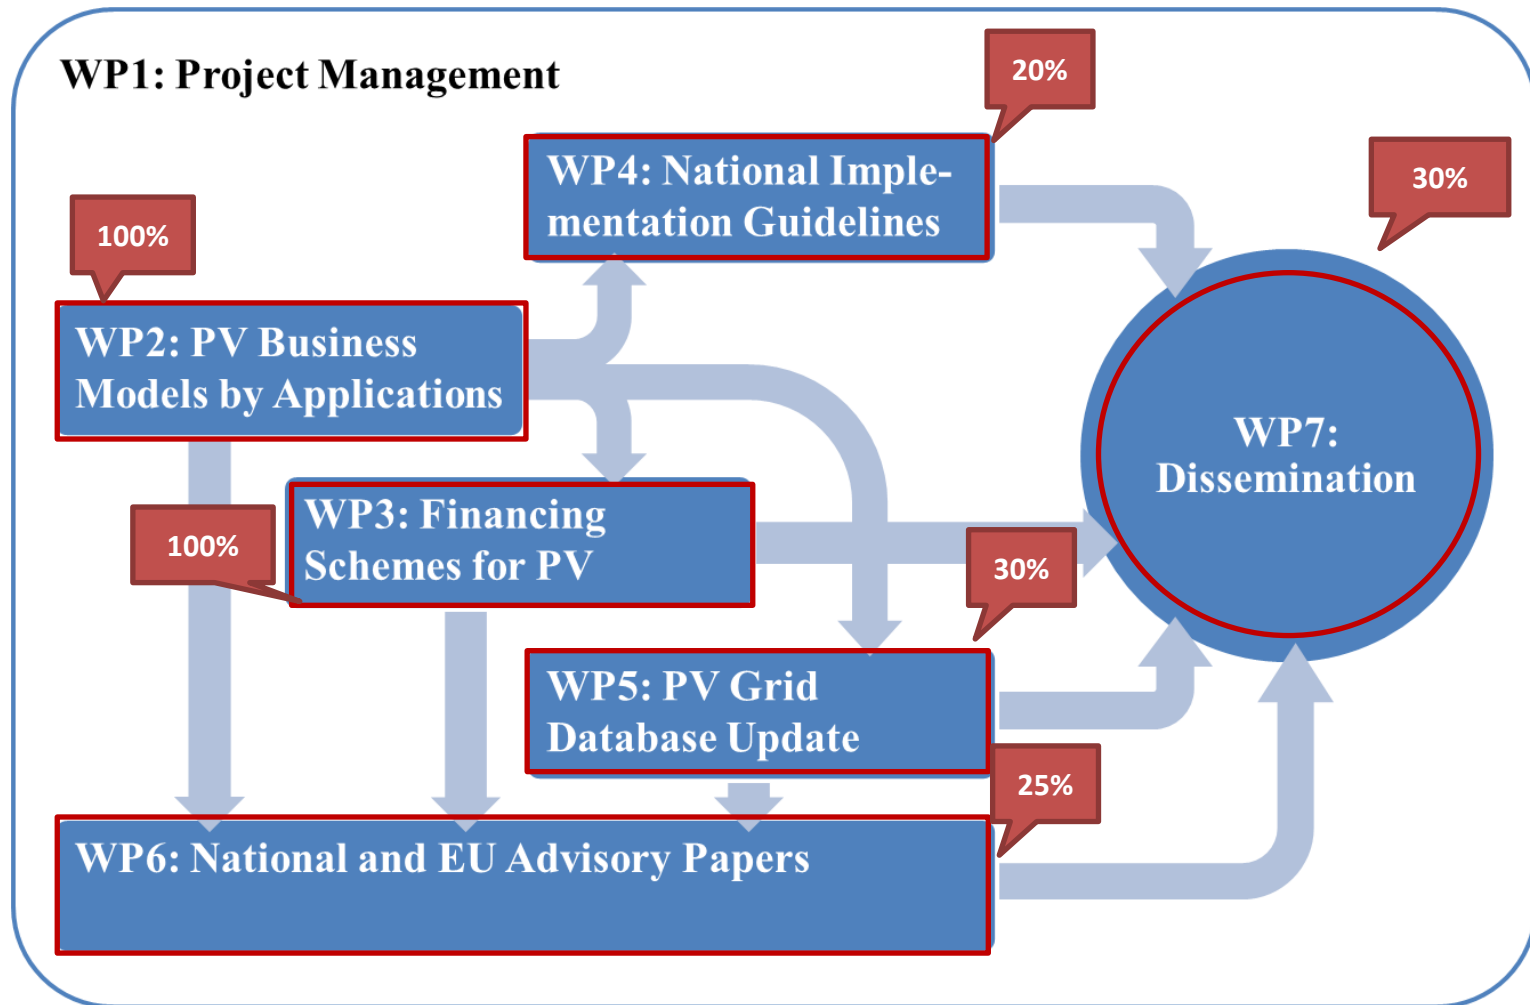 WP1: Project Management
20%
WP4: National Imple-
mentation Guidelines
30%
100%
WP2: PV Business
Models by Applications
WP7:
Dissemination
WP3: Financing
Schemes for PV
100%
30%
WP5: PV Grid
Database Update
25%
WP6: National and EU Advisory Papers